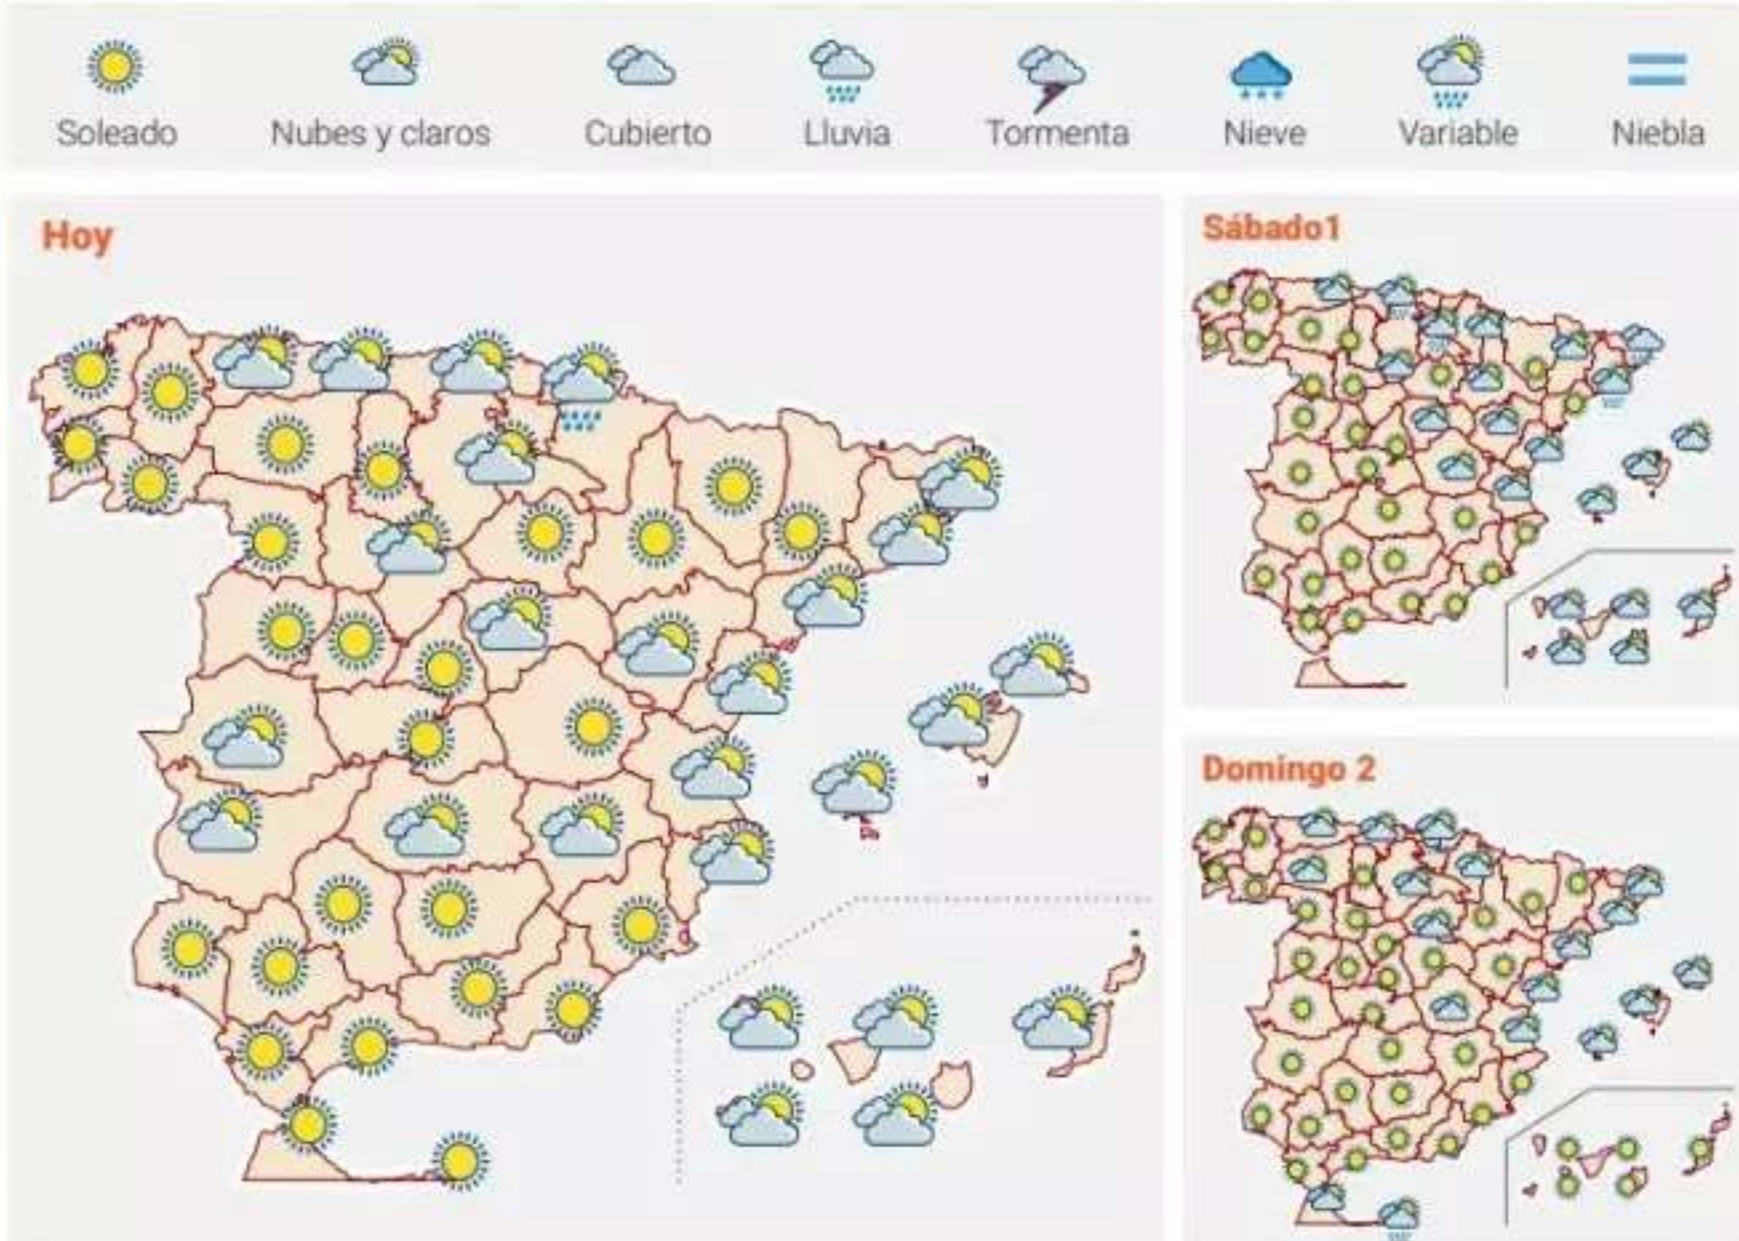 Soleado Nubes y claros Cubierto Lluvia Tormenta Nieve Variable Niebla
Hoy
Sábado1
Domingo 2